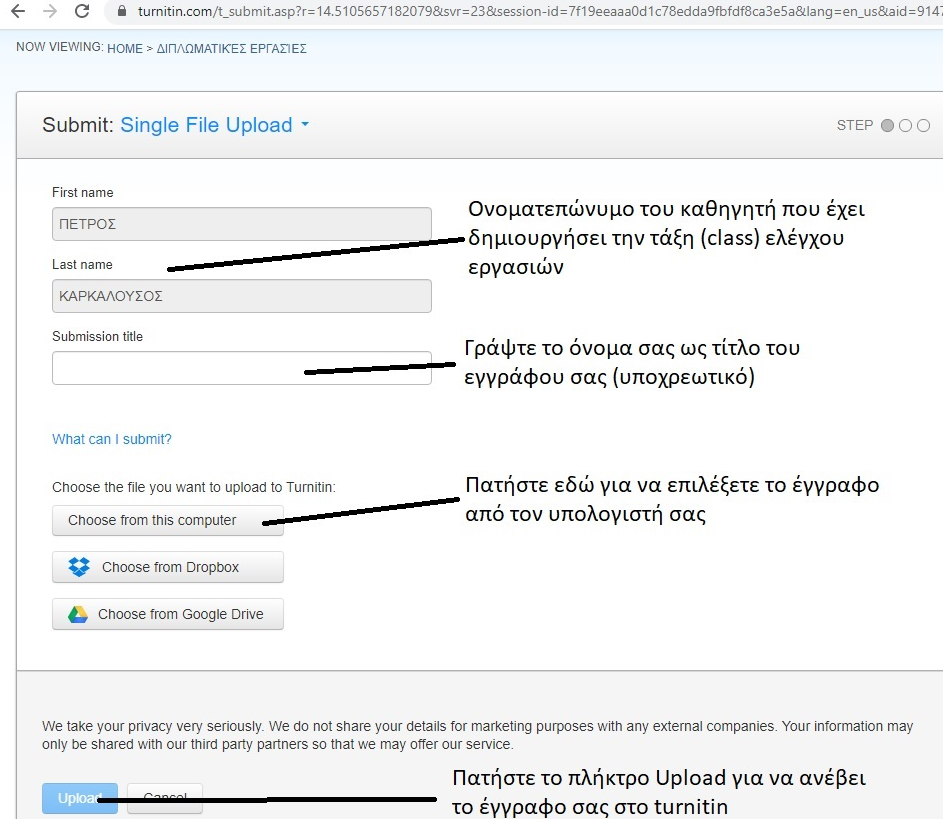 turnitin.com/t_submit.asp?r=14.5105657182079&svr=23&session-id=7f19eeaaa0d1c78edda9fbfdf8ca3e5a&lang=en_us&aid=9147
NOW VIEWING: HOME > ΔΙΠΛΩΜΑΤΙΚΈΣ ΕΡΓΑΣΊΕΣ
Submit: Single File Upload
STEP
First name
ΠΕΤΡΟΣ
Ονοματεπώνυμο του καθηγητή που έχει
δημιουργήσει την τάξη (class) ελέγχου
εργασιών
Last name
ΚΑΡΚΑΛΟΥΣΟΣ
Submission title
Γράψτε το όνομα σας ως τίτλο του
εγγράφου σας (υποχρεωτικό)
What can I submit?
Choose the file you want to upload to Turnitin:
Πατήστε εδώ για να επιλέξετε το έγγραφο
από τον υπολογιστή σας
Choose from this computer
Choose from Dropbox
Choose from Google Drive
We take your privacy very seriously. We do not share your details for marketing purposes with any external companies. Your information may
only be shared with our third party partners so that we may offer our service.
Upload Cancel
Πατήστε το πλήκτρο Upload για να ανέβει
το έγγραφο σας στο turnitin